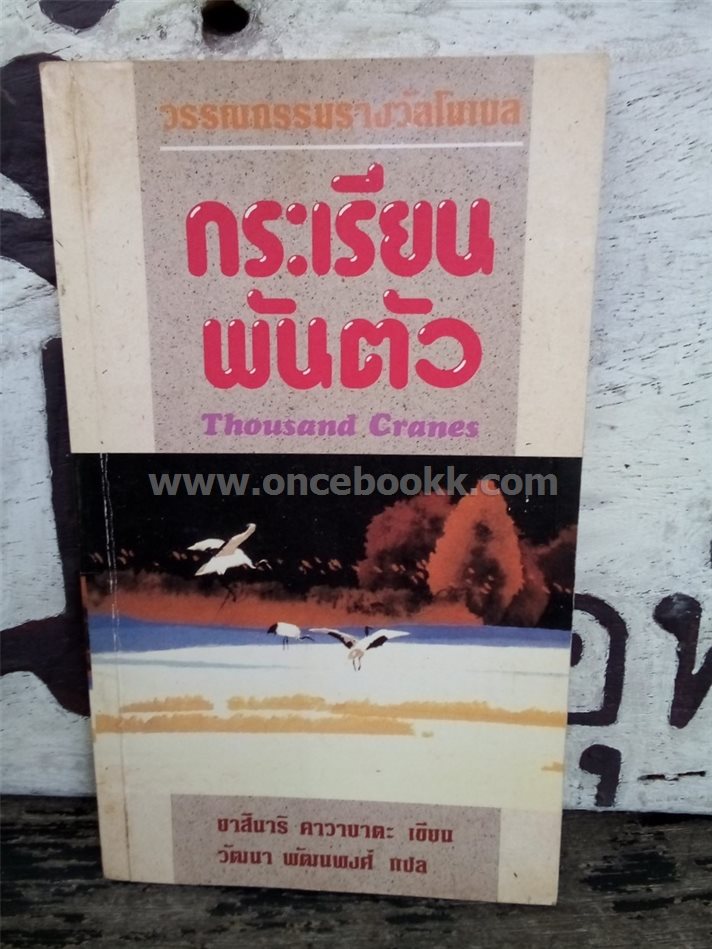 วรรณกรรมรางวัลโนเบล
กระเรียน
พันตัว
Thousand Cranes
www.oncebookk.com
ยาสึนาริ คาวาบาตะ เขียน
วัฒนา พัฒนพงศ์ แปล